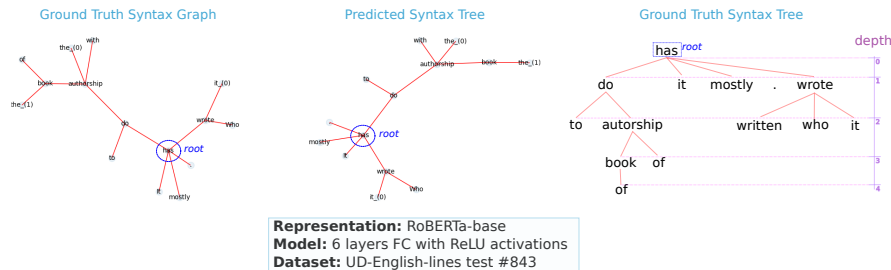 Ground Truth Syntax Graph
with
the_(0)
of
book
authorship
the_(1)
it_(0)
do
wrote
Who
has
root
to
it
mostly
Predicted Syntax Tree
with
the_(0)
authorship
book
the_(1)
to
do
has
root
mostly
it
wrote
Who
it_(0)
Ground Truth Syntax Tree
depth
has root
0
do it mostly . wrote
1
to autorship written who it
2
book of
3
of
4
Representation: RoBERTa-base
Model: 6 layers FC with ReLU activations
Dataset: UD-English-lines test #843